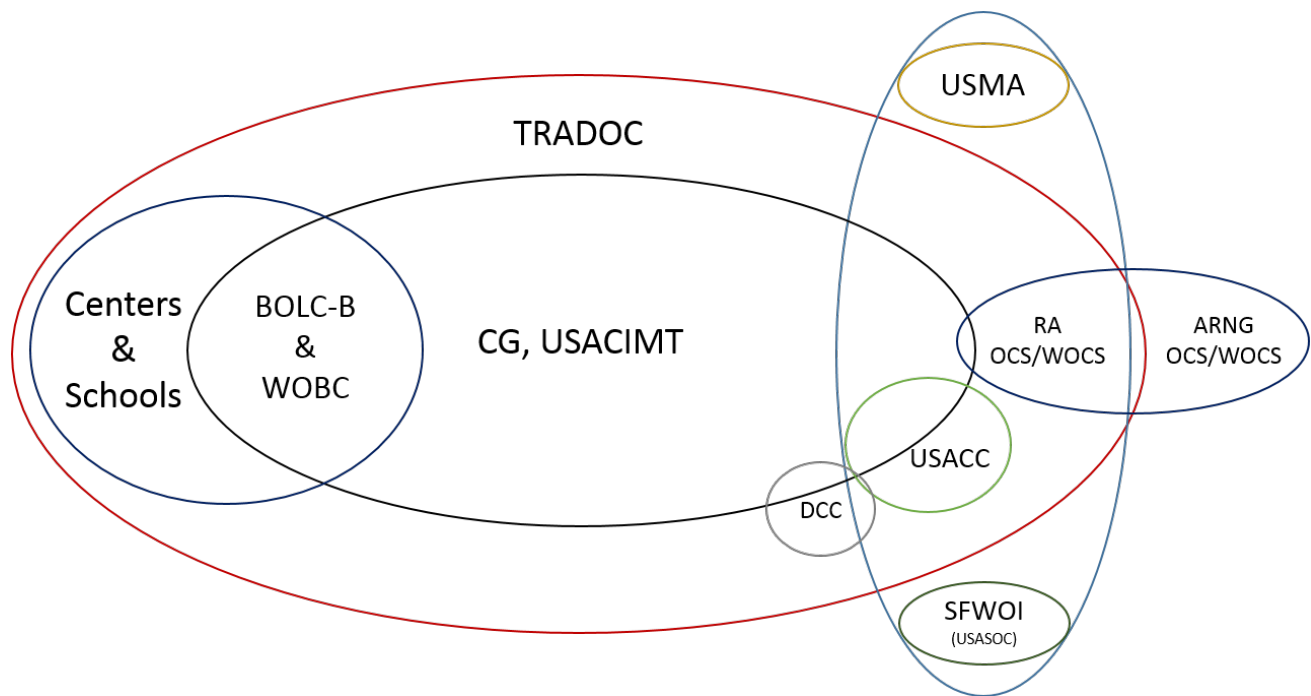 USMA
TRADOC
Centers
&
Schools
BOLC-B
&
WOBC
CG, USACIMT
RA
OCS/WOCS
ARNG
OCS/WOCS
USACC
DCC
SFWOI
(USASOC)